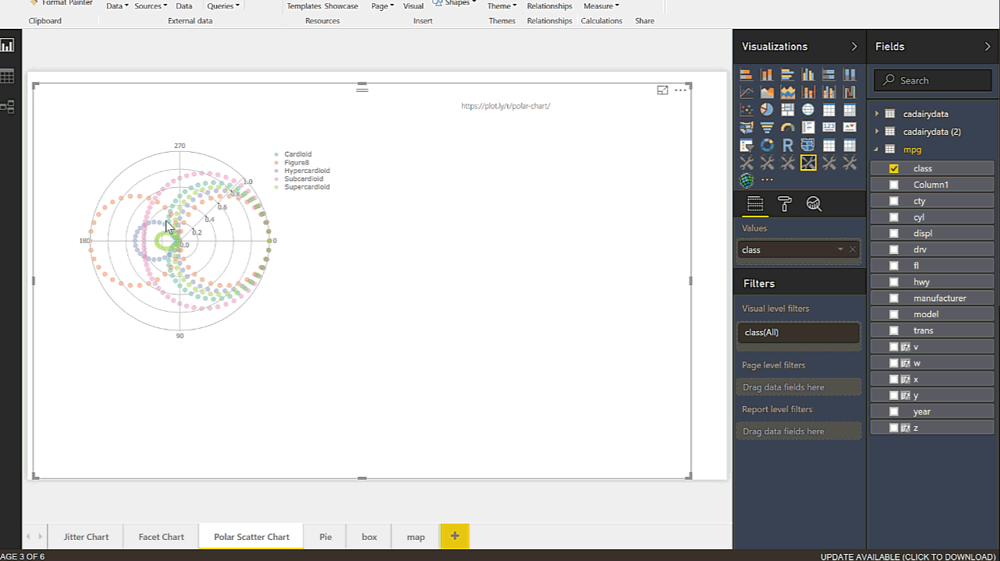 Format Painter
Data Sources Data Queries
Templates Showcase
Page Visual Shapes
Theme Relationships Measure
Clipboard External data Resources Insert Themes Relationships Calculations Share
https://plot.ly/r/polar-chart/
270
Cardioid
Figure8
Hypercardioid
Subcardioid
Supercardioid
1.0
0.8
0.6
0.4
0.2
0.0
180
0
90
Visualizations
R
123
Values
class
Filters
Visual level filters
class(All)
Page level filters
Drag data fields here
Report level filters
Drag data fields here
Fields
Search
cadairydata
cadairydata (2)
mpg
class
Column1
cty
cyl
displ
drv
fl
hwy
manufacturer
model
trans
v
w
x
y
year
z
Jitter Chart Facet Chart Polar Scatter Chart Pie box map
AGE 3 OF 6
UPDATE AVAILABLE (CLICK TO DOWNLOAD)